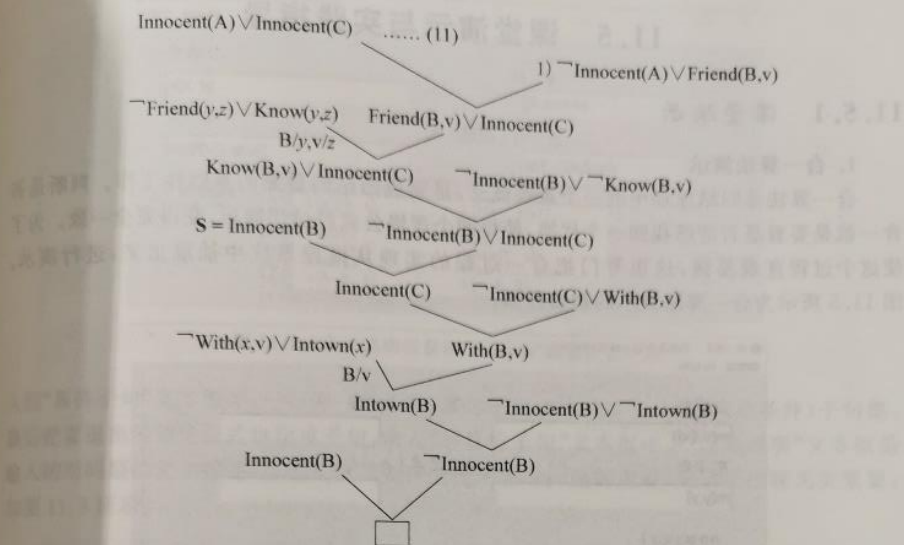 Innocent(A)∨Innocent(C) …… (11)
1) ¬Innocent(A)∨Friend(B,v)
¬Friend(y,z)∨Know(y,z) Friend(B,v)∨Innocent(C)
B/y,v/z
Know(B,v)∨Innocent(C) ¬Innocent(B)∨¬Know(B,v)
S = Innocent(B) ¬Innocent(B)∨Innocent(C)
Innocent(C) ¬Innocent(C)∨With(B,v)
¬With(x,v)∨Intown(x) With(B,v)
B/v
Intown(B) ¬Innocent(B)∨¬Intown(B)
Innocent(B) ¬Innocent(B)